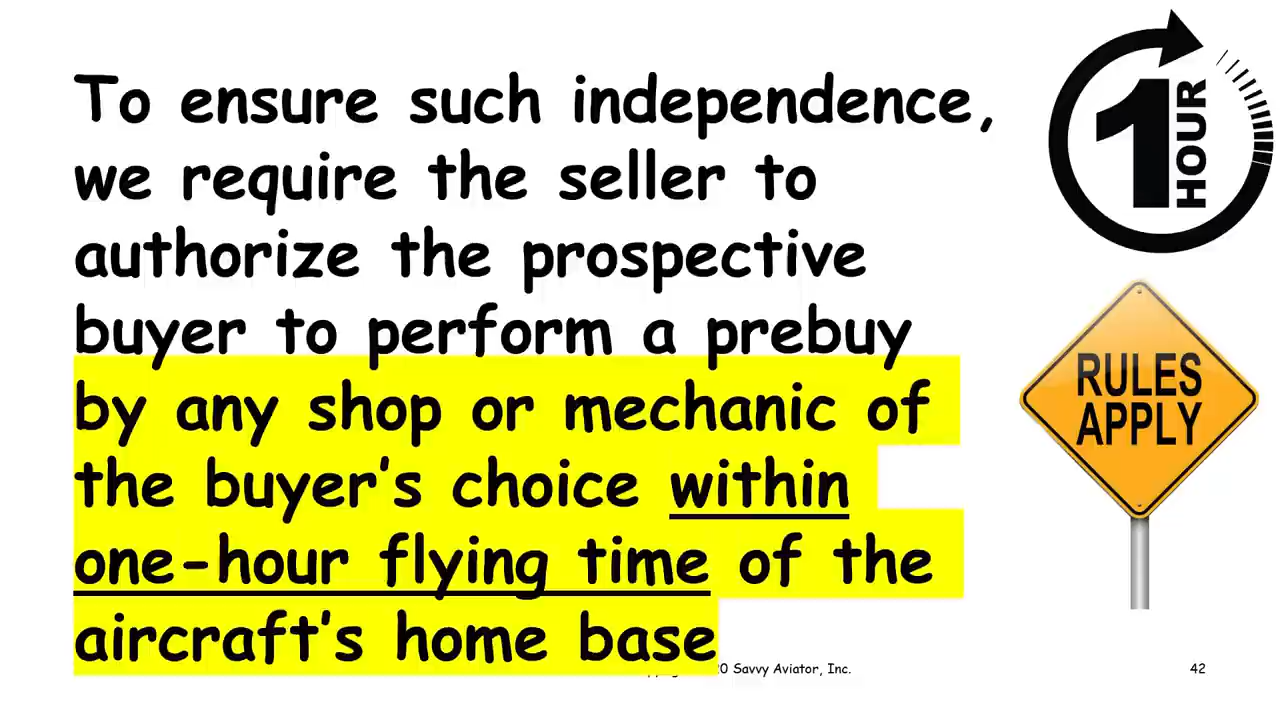 To ensure such independence,
we require the seller to
authorize the prospective
buyer to perform a prebuy
by any shop or mechanic of
the buyer's choice within
one-hour flying time of the
aircraft's home base
1 HOUR
RULES
APPLY
20 Savvy Aviator, Inc.
42